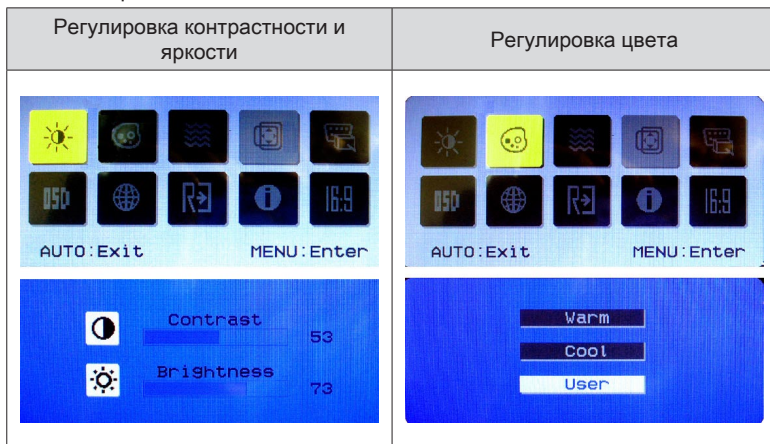 Регулировка контрастности и
яркости
Регулировка цвета
OSD
16:9
AUTO:Exit MENU:Enter
OSD
16:9
AUTO:Exit MENU:Enter
Contrast
53
Brightness
73
Warm
Cool
User